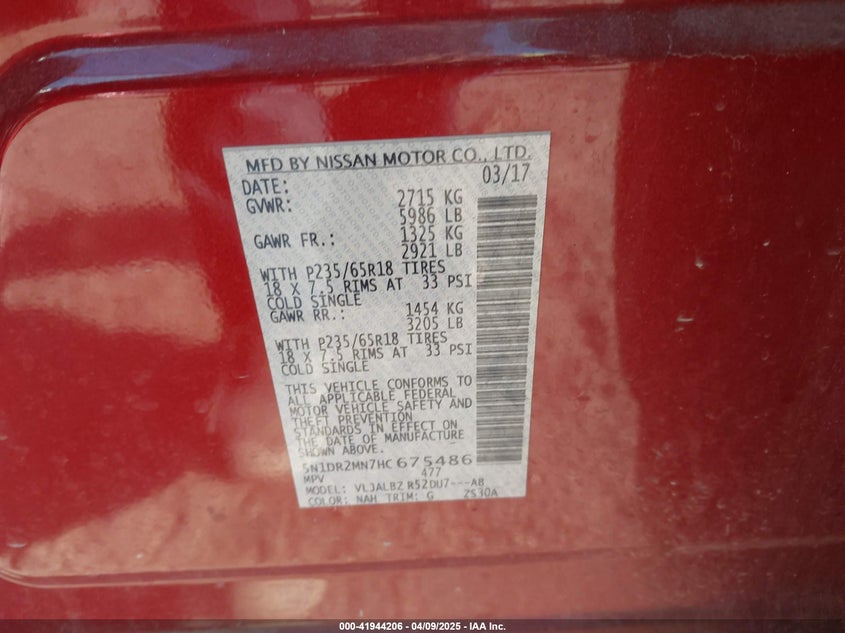 MFD BY NISSAN MOTOR CO., LTD.
DATE: 03/17
GVWR: 2715 KG
5986 LB
GAWR FR.: 1325 KG
2921 LB
WITH P235/65R18 TIRES
18 X 7.5 RIMS AT 33 PSI
COLD SINGLE
GAWR RR.: 1454 KG
3205 LB
WITH P235/65R18 TIRES
18 X 7.5 RIMS AT 33 PSI
COLD SINGLE
THIS VEHICLE CONFORMS TO
ALL APPLICABLE FEDERAL
MOTOR VEHICLE SAFETY AND
THEFT PREVENTION
STANDARDS IN EFFECT ON
THE DATE OF MANUFACTURE
SHOWN ABOVE.
5N1DR2MN7HC675486
MPV 477
MODEL: VLJALBZ R52DU7---AB
COLOR: NAH TRIM: G ZS30A
000-41944206 | 04/09/2025 - IAA Inc.